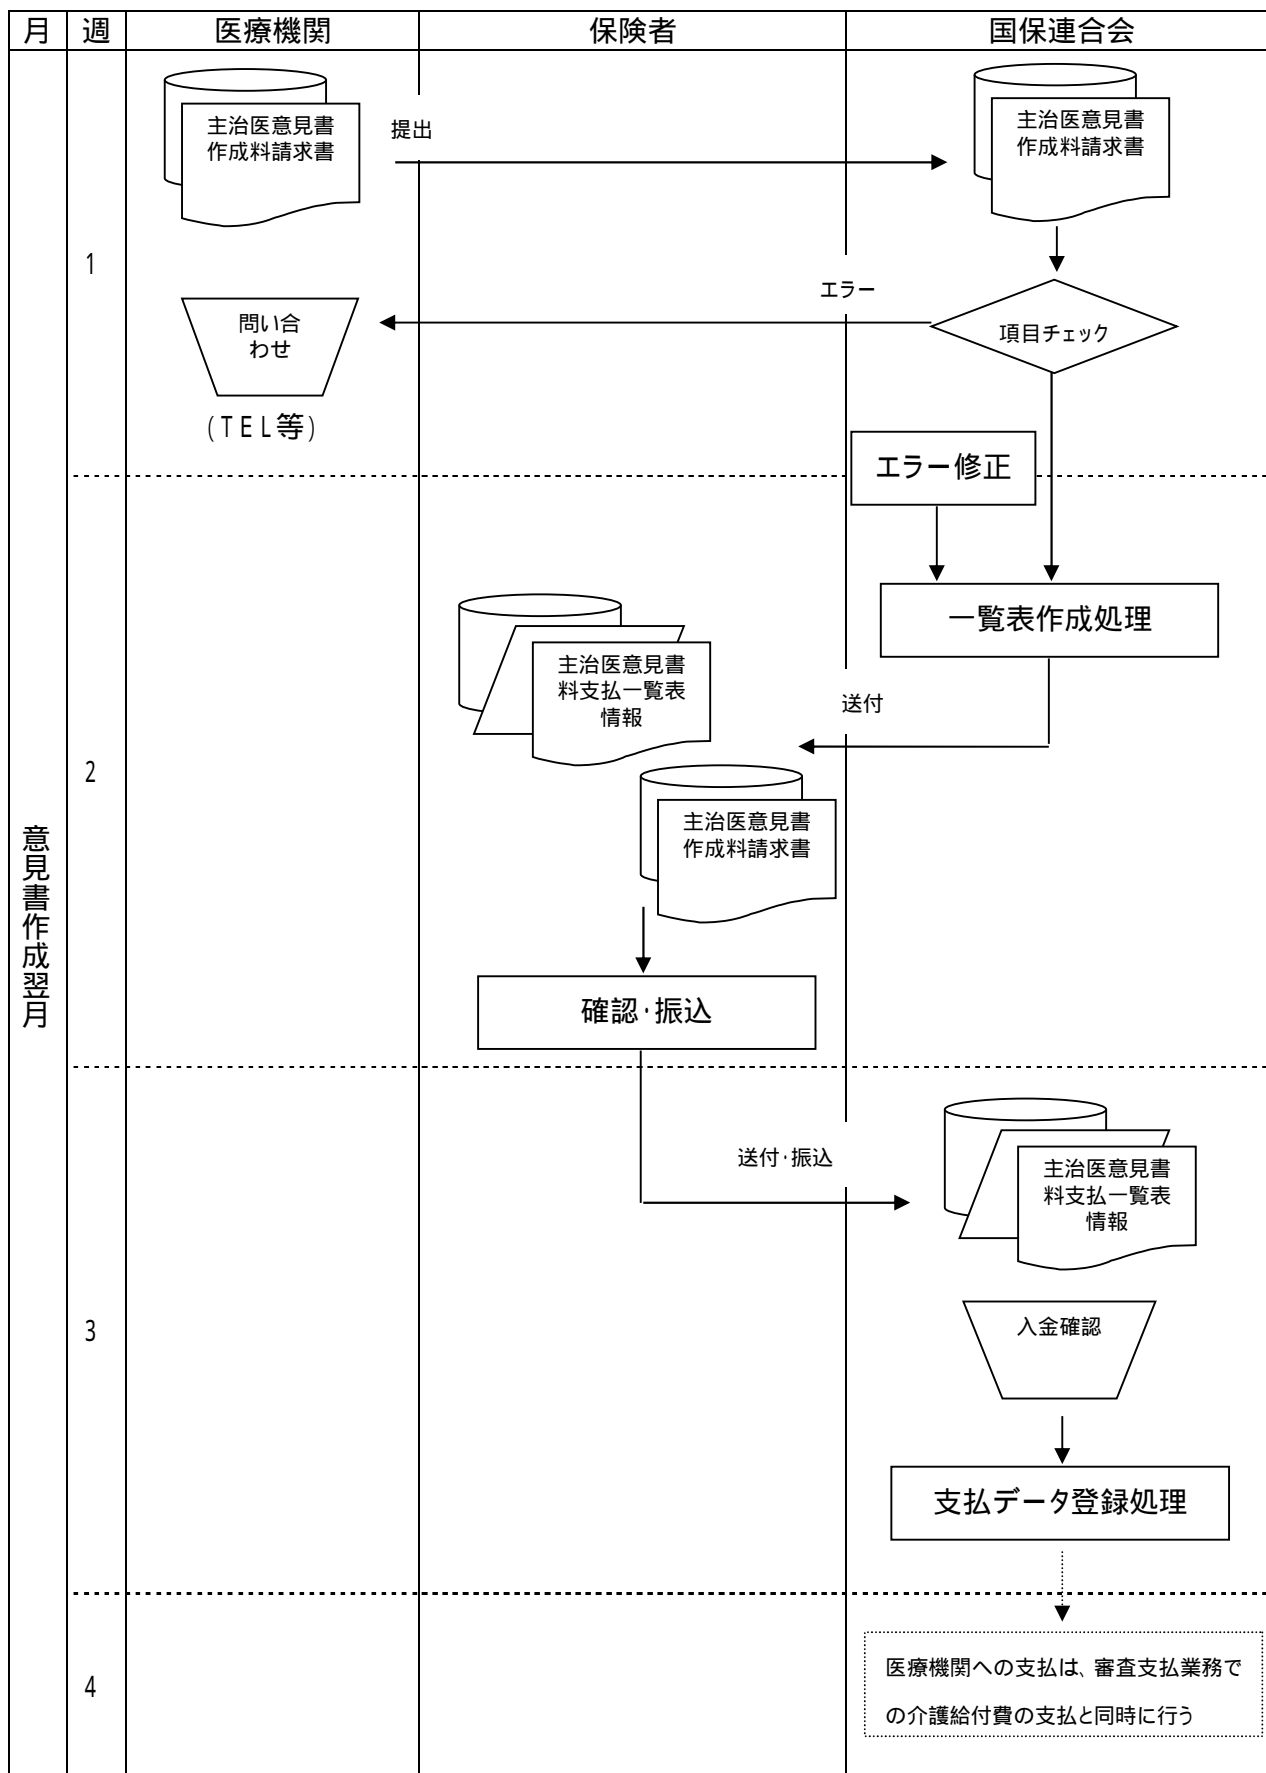 月 週 医療機関 保険者 国保連合会
主治医意見書
作成料請求書
提出
主治医意見書
作成料請求書
1
エラー
項目チェック
問い合
わせ
(TEL等)
エラー修正
一覧表作成処理
主治医意見書
料支払一覧表
情報
送付
2
主治医意見書
作成料請求書
意見書作成翌月
確認・振込
送付・振込
主治医意見書
料支払一覧表
情報
3
入金確認
支払データ登録処理
4
医療機関への支払は、審査支払業務で
の介護給付費の支払と同時に行う